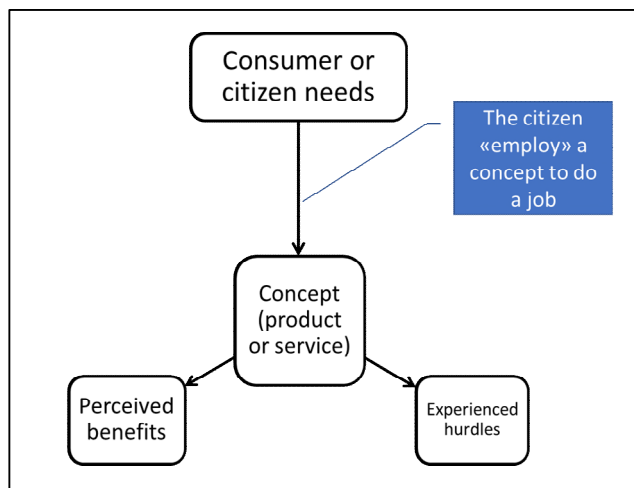 Consumer or
citizen needs
The citizen
«employ» a
concept to do
a job
Concept
(product
or service)
Perceived
benefits
Experienced
hurdles